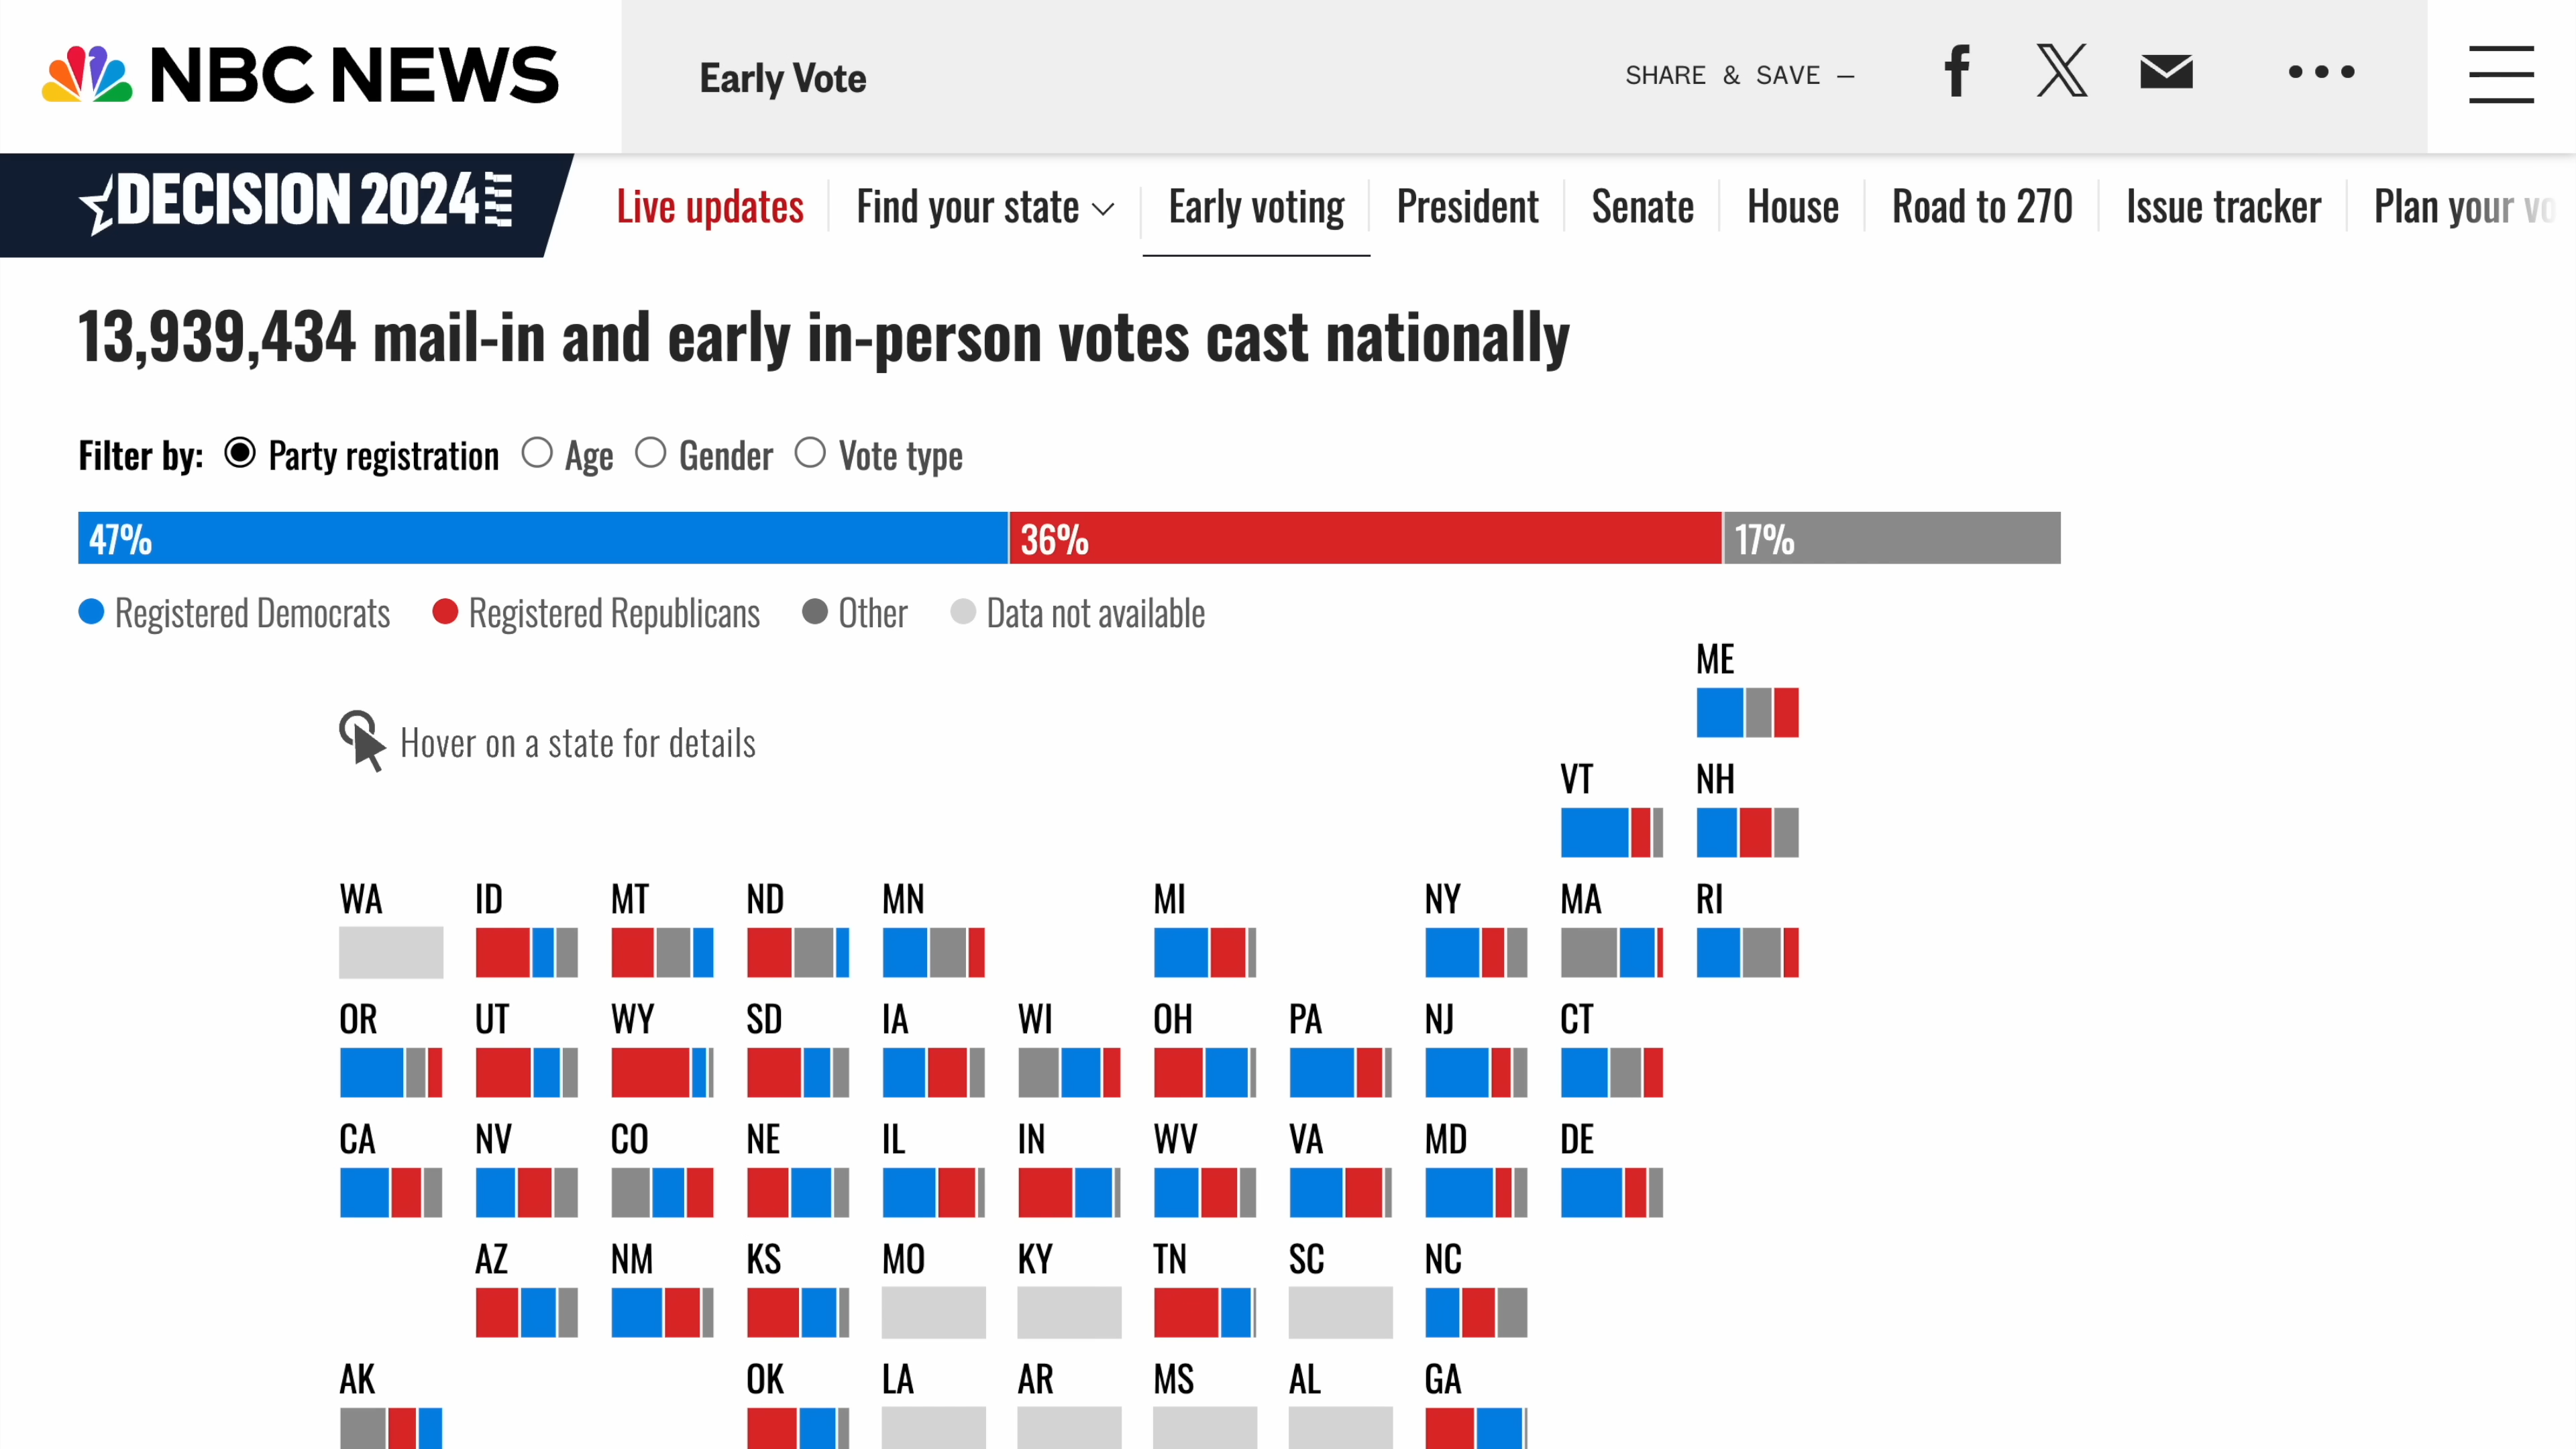 NBC NEWS
Early Vote
SHARE & SAVE —
DECISION 2024
Live updates
Find your state
Early voting
President
Senate
House
Road to 270
Issue tracker
Plan your vo
13,939,434 mail-in and early in-person votes cast nationally
Filter by: Party registration Age Gender Vote type
47% 36% 17%
Registered Democrats Registered Republicans Other Data not available
ME
Hover on a state for details
VT NH
WA ID MT ND MN MI NY MA RI
OR UT WY SD IA WI OH PA NJ CT
CA NV CO NE IL IN WV VA MD DE
AZ NM KS MO KY TN SC NC
AK OK LA AR MS AL GA